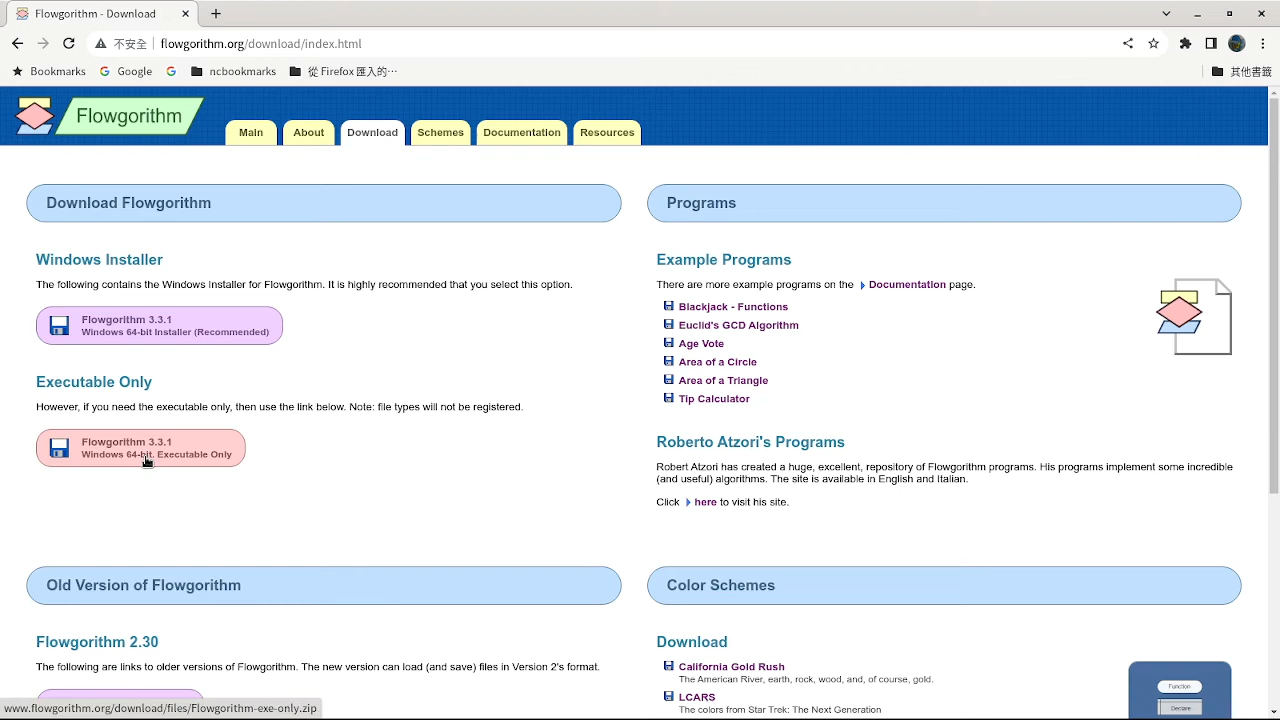 Flowgorithm - Download
不安全 flowgorithm.org/download/index.html
Bookmarks Google ncbookmarks 從 Firefox 匯入的… 其他書籤
Flowgorithm
Main About Download Schemes Documentation Resources
Download Flowgorithm
Windows Installer
The following contains the Windows Installer for Flowgorithm. It is highly recommended that you select this option.
Flowgorithm 3.3.1
Windows 64-bit Installer (Recommended)
Executable Only
However, if you need the executable only, then use the link below. Note: file types will not be registered.
Flowgorithm 3.3.1
Windows 64-bit, Executable Only
Programs
Example Programs
There are more example programs on the Documentation page.
Blackjack - Functions
Euclid's GCD Algorithm
Age Vote
Area of a Circle
Area of a Triangle
Tip Calculator
Roberto Atzori's Programs
Robert Atzori has created a huge, excellent, repository of Flowgorithm programs. His programs implement some incredible
(and useful) algorithms. The site is available in English and Italian.
Click here to visit his site.
Old Version of Flowgorithm
Flowgorithm 2.30
The following are links to older versions of Flowgorithm. The new version can load (and save) files in Version 2's format.
Color Schemes
Download
California Gold Rush
The American River, earth, rock, wood, and, of course, gold.
LCARS
The colors from Star Trek: The Next Generation
Function
Declare
www.flowgorithm.org/download/files/Flowgorithm-exe-only.zip